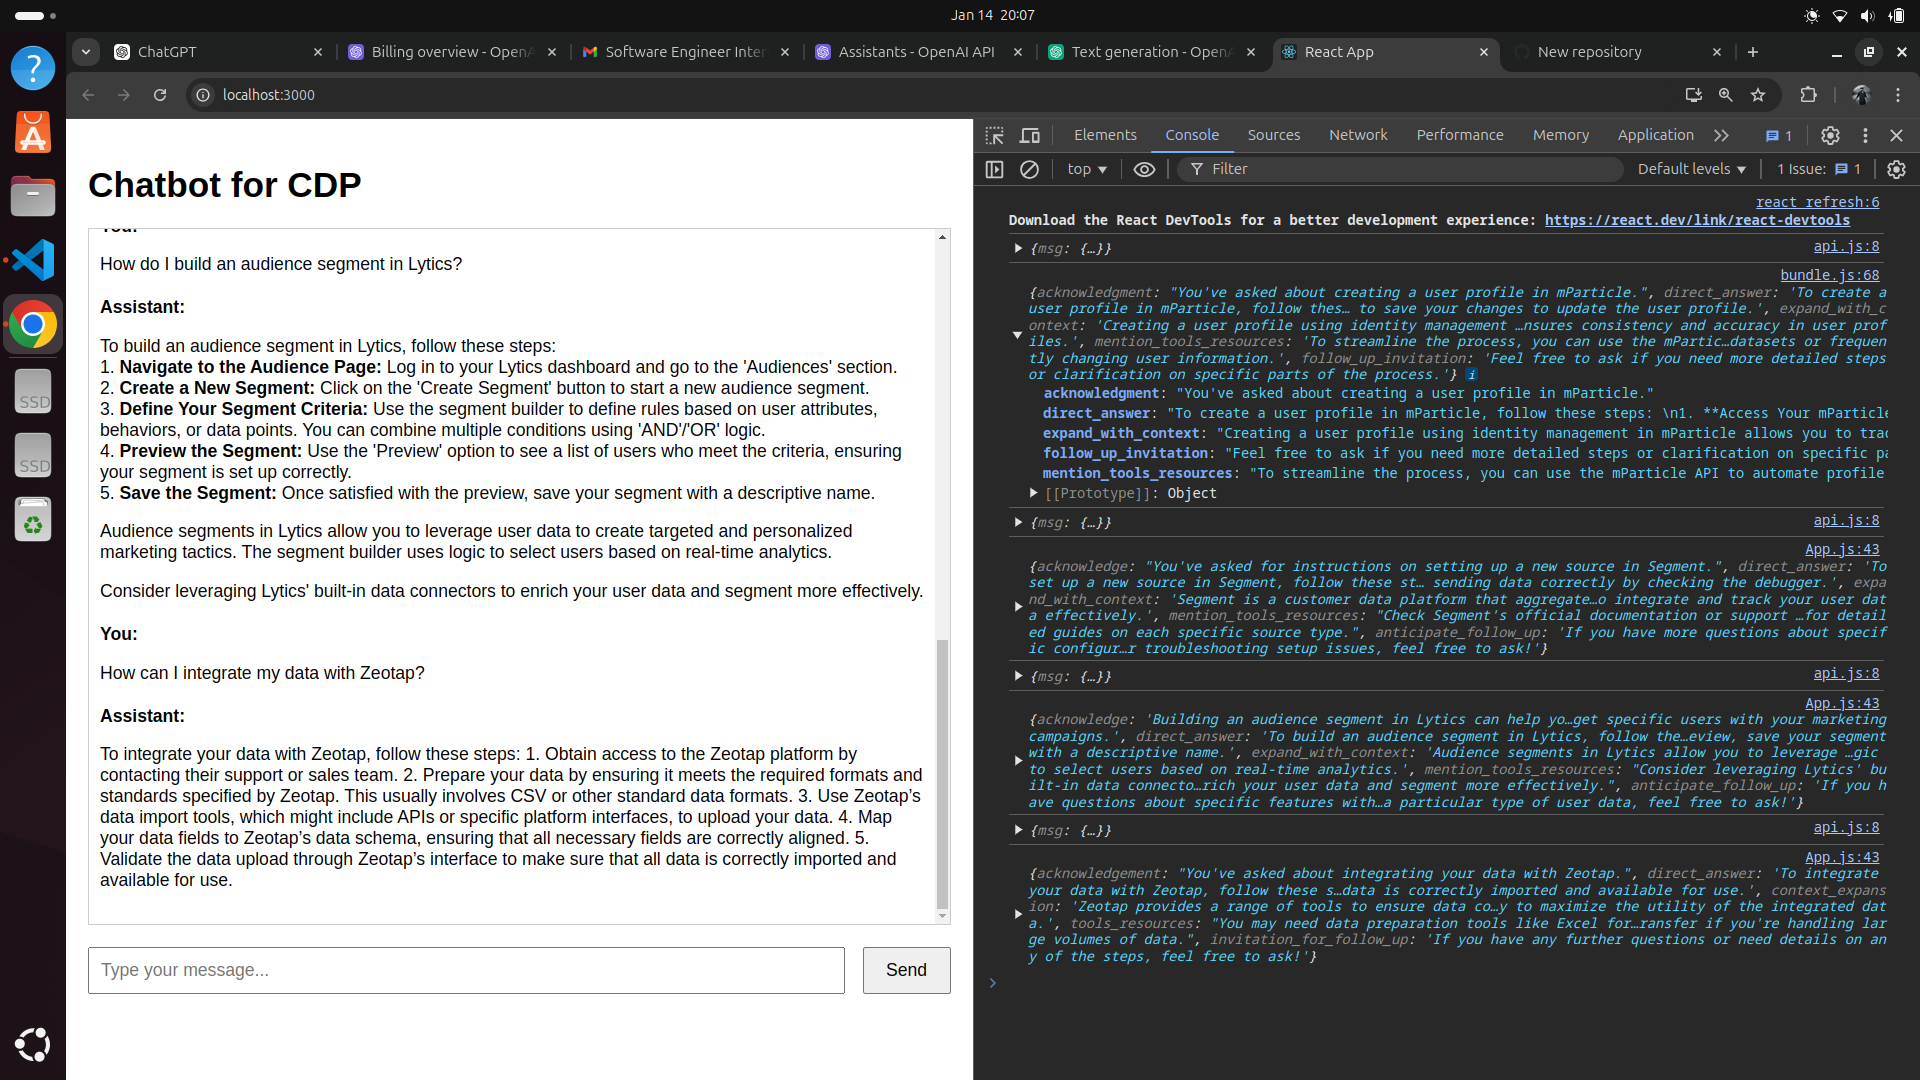 Jan 14 20:07
ChatGPT
Billing overview - OpenA
Software Engineer Inter
Assistants - OpenAI API
Text generation - OpenA
React App
New repository
localhost:3000
Chatbot for CDP
You:
How do I build an audience segment in Lytics?
Assistant:
To build an audience segment in Lytics, follow these steps:
1. Navigate to the Audience Page: Log in to your Lytics dashboard and go to the 'Audiences' section.
2. Create a New Segment: Click on the 'Create Segment' button to start a new audience segment.
3. Define Your Segment Criteria: Use the segment builder to define rules based on user attributes,
behaviors, or data points. You can combine multiple conditions using 'AND'/'OR' logic.
4. Preview the Segment: Use the 'Preview' option to see a list of users who meet the criteria, ensuring
your segment is set up correctly.
5. Save the Segment: Once satisfied with the preview, save your segment with a descriptive name.
Audience segments in Lytics allow you to leverage user data to create targeted and personalized
marketing tactics. The segment builder uses logic to select users based on real-time analytics.
Consider leveraging Lytics' built-in data connectors to enrich your user data and segment more effectively.
You:
How can I integrate my data with Zeotap?
Assistant:
To integrate your data with Zeotap, follow these steps: 1. Obtain access to the Zeotap platform by
contacting their support or sales team. 2. Prepare your data by ensuring it meets the required formats and
standards specified by Zeotap. This usually involves CSV or other standard data formats. 3. Use Zeotap’s
data import tools, which might include APIs or specific platform interfaces, to upload your data. 4. Map
your data fields to Zeotap’s data schema, ensuring that all necessary fields are correctly aligned. 5.
Validate the data upload through Zeotap’s interface to make sure that all data is correctly imported and
available for use.
Type your message...
Send
SSD
SSD
Elements Console Sources Network Performance Memory Application 1
top Filter Default levels 1 Issue: 1
react refresh:6
Download the React DevTools for a better development experience: https://react.dev/link/react-devtools
{msg: {…}} api.js:8
bundle.js:68
{acknowledgment: "You've asked about creating a user profile in mParticle.", direct_answer: 'To create a
user profile in mParticle, follow thes… to save your changes to update the user profile.', expand_with_c
ontext: 'Creating a user profile using identity management …nsures consistency and accuracy in user prof
iles.', mention_tools_resources: 'To streamline the process, you can use the mPartic…datasets or frequen
tly changing user information.', follow_up_invitation: 'Feel free to ask if you need more detailed steps
or clarification on specific parts of the process.'} i
acknowledgment: "You've asked about creating a user profile in mParticle."
direct_answer: "To create a user profile in mParticle, follow these steps: \n1. **Access Your mParticle
expand_with_context: "Creating a user profile using identity management in mParticle allows you to trac
follow_up_invitation: "Feel free to ask if you need more detailed steps or clarification on specific pa
mention_tools_resources: "To streamline the process, you can use the mParticle API to automate profile
[[Prototype]]: Object
{msg: {…}} api.js:8
App.js:43
{acknowledge: "You've asked for instructions on setting up a new source in Segment.", direct_answer: 'To
set up a new source in Segment, follow these st… sending data correctly by checking the debugger.', expa
nd_with_context: 'Segment is a customer data platform that aggregate…o integrate and track your user dat
a effectively.', mention_tools_resources: "Check Segment's official documentation or support …for detail
ed guides on each specific source type.", anticipate_follow_up: 'If you have more questions about specif
ic configur…r troubleshooting setup issues, feel free to ask!'}
{msg: {…}} api.js:8
App.js:43
{acknowledge: 'Building an audience segment in Lytics can help yo…get specific users with your marketing
campaigns.', direct_answer: 'To build an audience segment in Lytics, follow the…eview, save your segment
with a descriptive name.', expand_with_context: 'Audience segments in Lytics allow you to leverage …gic
to select users based on real-time analytics.', mention_tools_resources: "Consider leveraging Lytics' bu
ilt-in data connecto…rich your user data and segment more effectively.", anticipate_follow_up: 'If you h
ave questions about specific features with…a particular type of user data, feel free to ask!'}
{msg: {…}} api.js:8
App.js:43
{acknowledgement: "You've asked about integrating your data with Zeotap.", direct_answer: 'To integrate
your data with Zeotap, follow these s…data is correctly imported and available for use.', context_expans
ion: 'Zeotap provides a range of tools to ensure data co…y to maximize the utility of the integrated dat
a.', tools_resources: "You may need data preparation tools like Excel for…ransfer if you're handling lar
ge volumes of data.", invitation_for_follow_up: 'If you have any further questions or need details on an
y of the steps, feel free to ask!'}